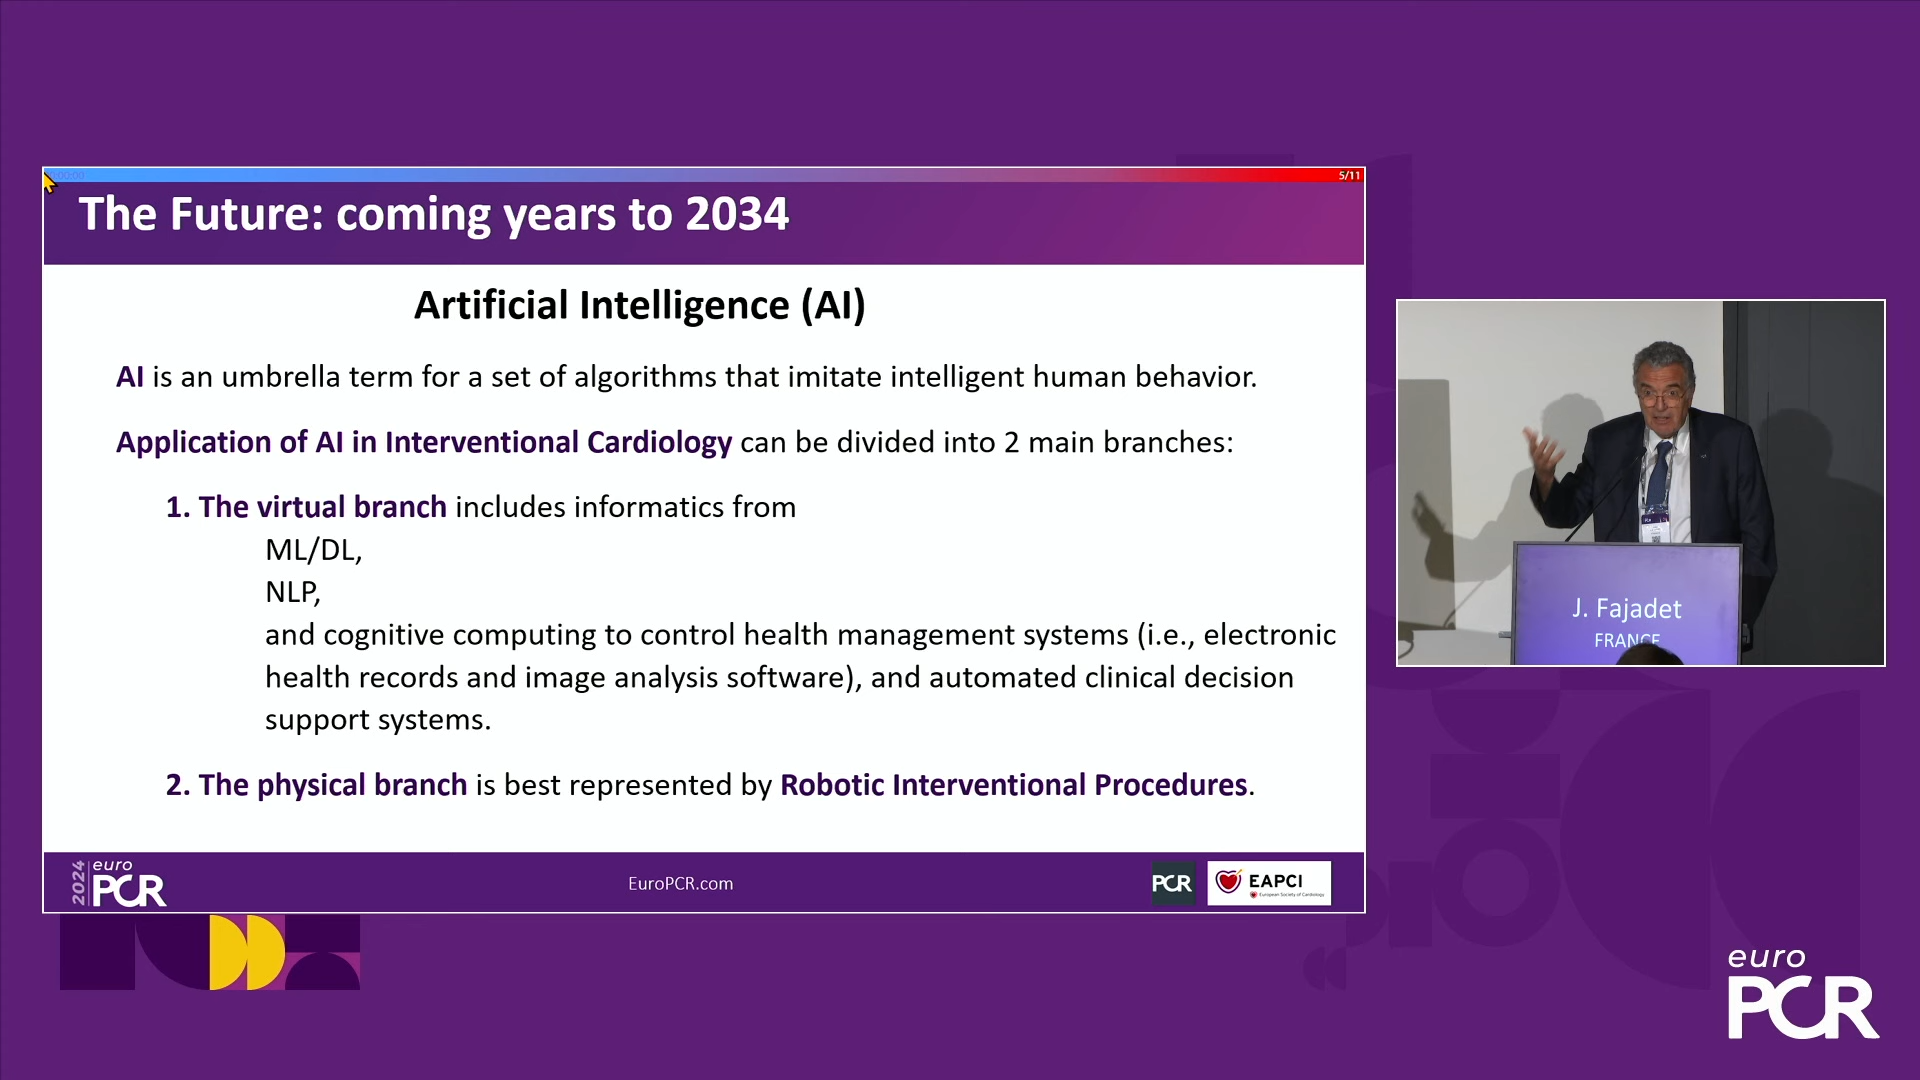 5/11
The Future: coming years to 2034
Artificial Intelligence (AI)
AI is an umbrella term for a set of algorithms that imitate intelligent human behavior.
Application of AI in Interventional Cardiology can be divided into 2 main branches:
1. The virtual branch includes informatics from
ML/DL,
NLP,
and cognitive computing to control health management systems (i.e., electronic
health records and image analysis software), and automated clinical decision
support systems.
2. The physical branch is best represented by Robotic Interventional Procedures.
2024
euro
PCR
EuroPCR.com
PCR
EAPCI
European Society of Cardiology
J. Fajadet
FRANCE
euro
PCR